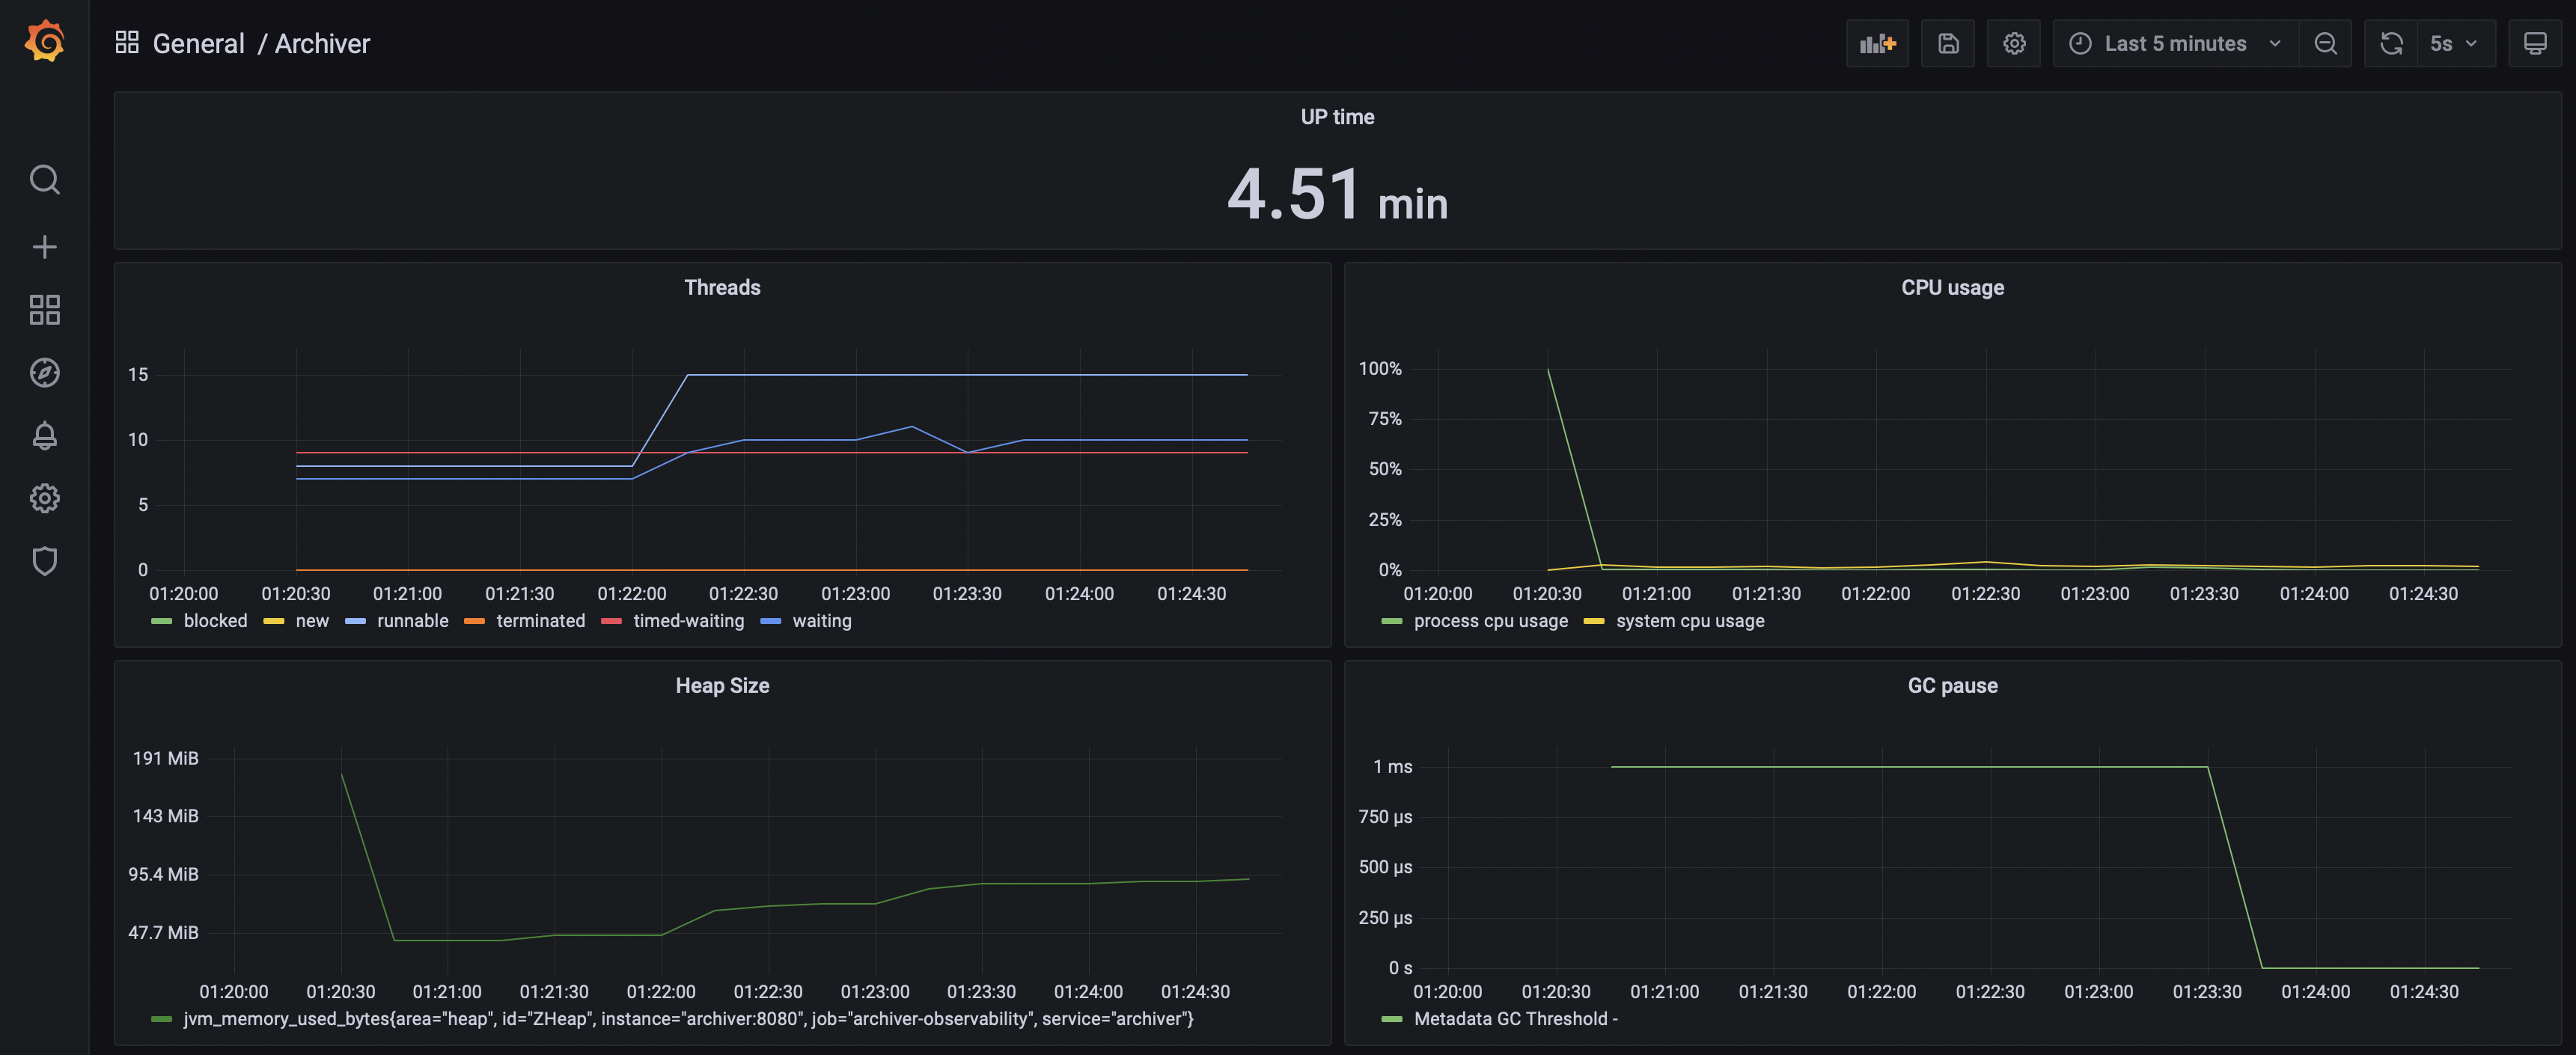 General / Archiver
Last 5 minutes
5s
UP time
4.51 min
Threads
15
10
5
0
01:20:00 01:20:30 01:21:00 01:21:30 01:22:00 01:22:30 01:23:00 01:23:30 01:24:00 01:24:30
blocked new runnable terminated timed-waiting waiting
CPU usage
100%
75%
50%
25%
0%
01:20:00 01:20:30 01:21:00 01:21:30 01:22:00 01:22:30 01:23:00 01:23:30 01:24:00 01:24:30
process cpu usage system cpu usage
Heap Size
191 MiB
143 MiB
95.4 MiB
47.7 MiB
01:20:00 01:20:30 01:21:00 01:21:30 01:22:00 01:22:30 01:23:00 01:23:30 01:24:00 01:24:30
jvm_memory_used_bytes{area="heap", id="ZHeap", instance="archiver:8080", job="archiver-observability", service="archiver"}
GC pause
1 ms
750 µs
500 µs
250 µs
0 s
01:20:00 01:20:30 01:21:00 01:21:30 01:22:00 01:22:30 01:23:00 01:23:30 01:24:00 01:24:30
Metadata GC Threshold -